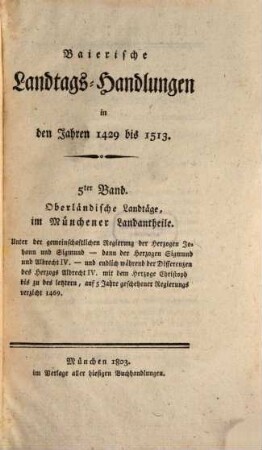 Baierische
Landtags-Handlungen
in
den Jahren 1429 bis 1513.
5ter Band.
Oberländische Landtäge,
im Münchener Landantheile.
Unter der gemeinschaftlichen Regierung der Herzogen Jo-
hann und Sigmund — dann der Herzogen Sigmund
und Albrecht IV. — und endlich während der Differenzen
des Herzogs Albrecht IV. mit dem Herzoge Christoph
bis zu des letztern, auf 5 Jahre geschehener Regierungs
verzicht 1469.
München 1803.
im Verlage aller hiesigen Buchhandlungen.